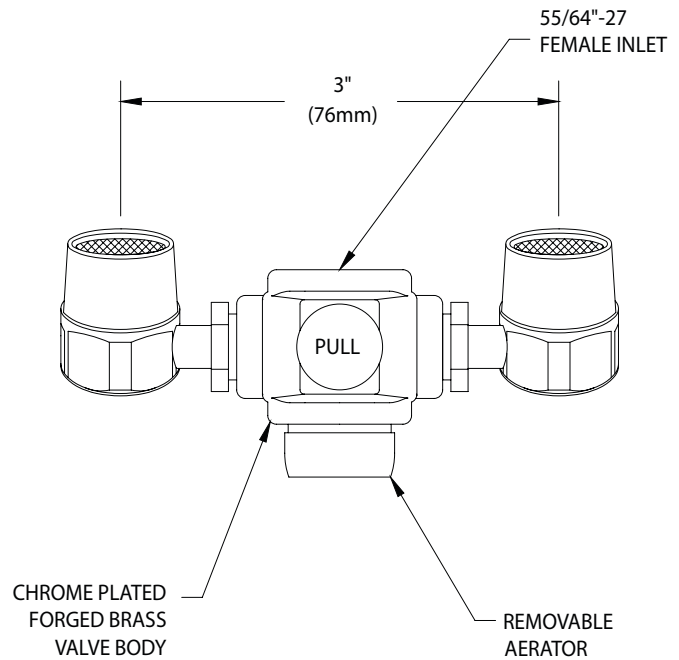 55/64"-27
FEMALE INLET
3"
(76mm)
PULL
CHROME PLATED
FORGED BRASS
VALVE BODY
REMOVABLE
AERATOR